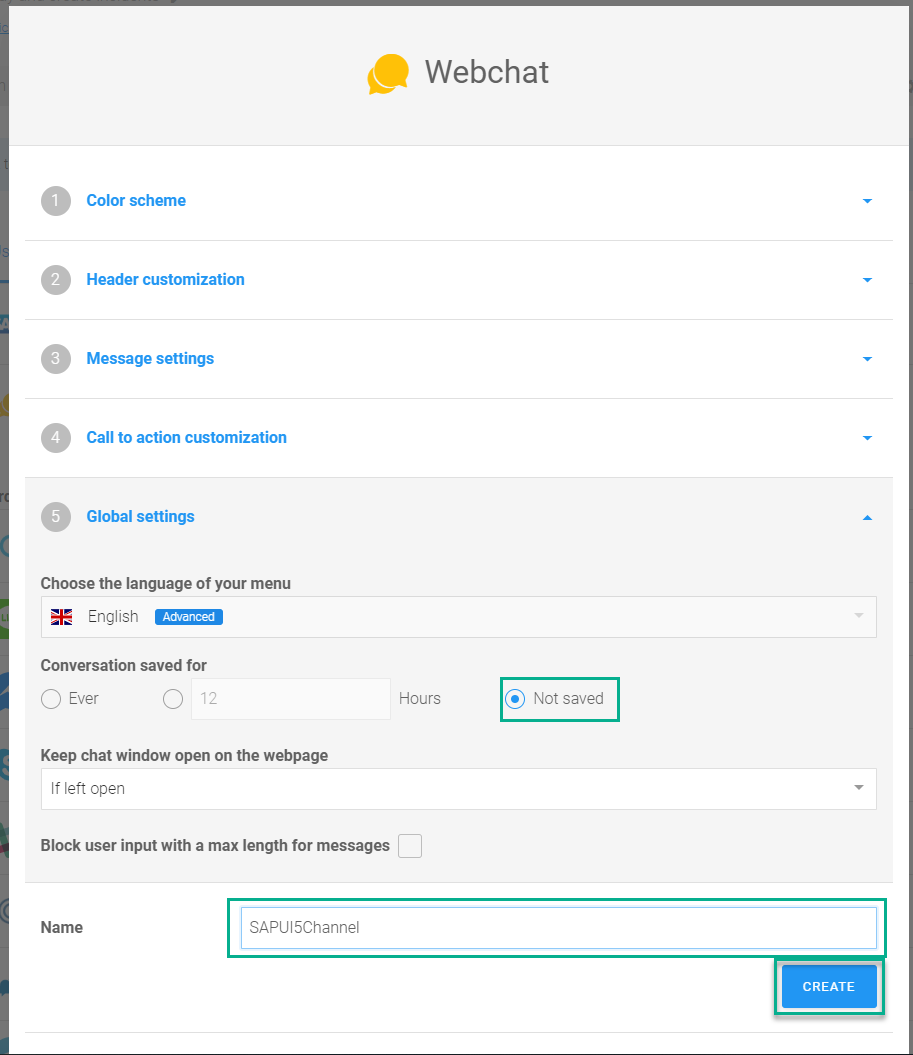 Webchat
1 Color scheme
2 Header customization
3 Message settings
4 Call to action customization
5 Global settings
Choose the language of your menu
English Advanced
Conversation saved for
Ever 12 Hours Not saved
Keep chat window open on the webpage
If left open
Block user input with a max length for messages
Name SAPUI5Channel
CREATE